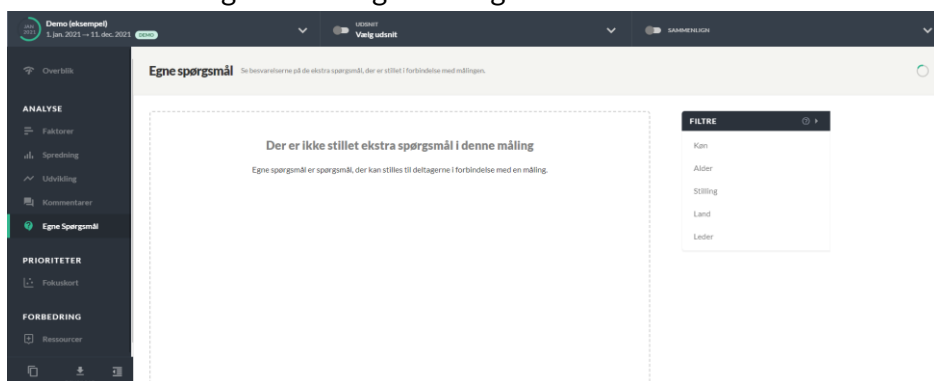 JAN
2021
Demo (eksempel)
1. jan. 2021 → 11. dec. 2021 DEMO
UDSNIT
Vælg udsnit
SAMMENLIGN
Overblik
ANALYSE
Faktorer
Spredning
Udvikling
Kommentarer
Egne Spørgsmål
PRIORITETER
Fokuskort
FORBEDRING
Ressourcer
Egne spørgsmål Se besvarelserne på de ekstra spørgsmål, der er stillet i forbindelse med målingen.
Der er ikke stillet ekstra spørgsmål i denne måling
Egne spørgsmål er spørgsmål, der kan stilles til deltagerne i forbindelse med en måling.
FILTRE
Køn
Alder
Stilling
Land
Leder